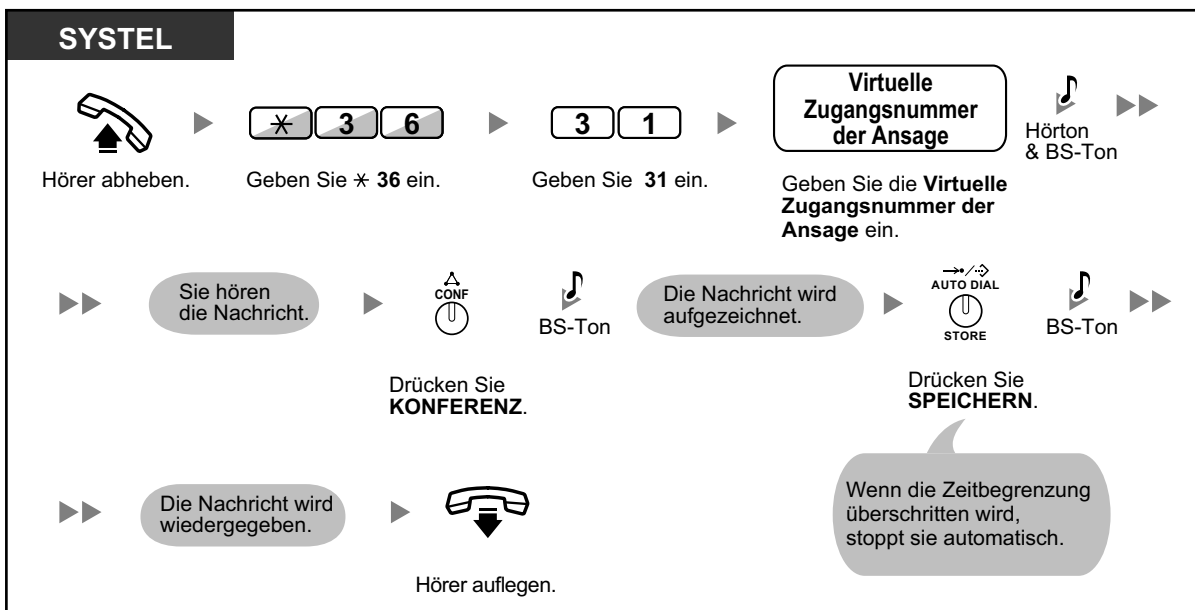 SYSTEL
✳ 3 6
3 1
Virtuelle
Zugangsnummer
der Ansage
Hörton
& BS-Ton
Hörer abheben.
Geben Sie ✳ 36 ein.
Geben Sie 31 ein.
Geben Sie die Virtuelle
Zugangsnummer der
Ansage ein.
Sie hören
die Nachricht.
CONF
BS-Ton
Die Nachricht wird
aufgezeichnet.
AUTO DIAL
STORE
BS-Ton
Drücken Sie
KONFERENZ.
Drücken Sie
SPEICHERN.
Wenn die Zeitbegrenzung
überschritten wird,
stoppt sie automatisch.
Die Nachricht wird
wiedergegeben.
Hörer auflegen.